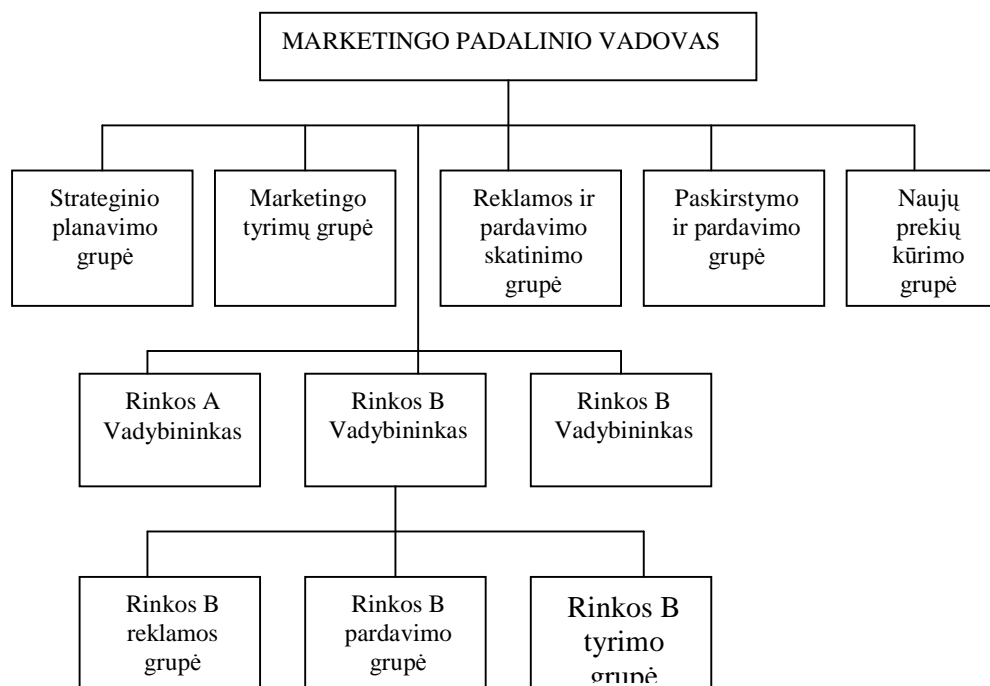 MARKETINGO PADALINIO VADOVAS
Strateginio
planavimo
grupė
Marketingo
tyrimų grupė
Reklamos ir
pardavimo
skatinimo
grupė
Paskirstymo
ir pardavimo
grupė
Naujų
prekių
kūrimo
grupė
Rinkos A
Vadybininkas
Rinkos B
Vadybininkas
Rinkos B
Vadybininkas
Rinkos B
reklamos
grupė
Rinkos B
pardavimo
grupė
Rinkos B
tyrimo
grupė